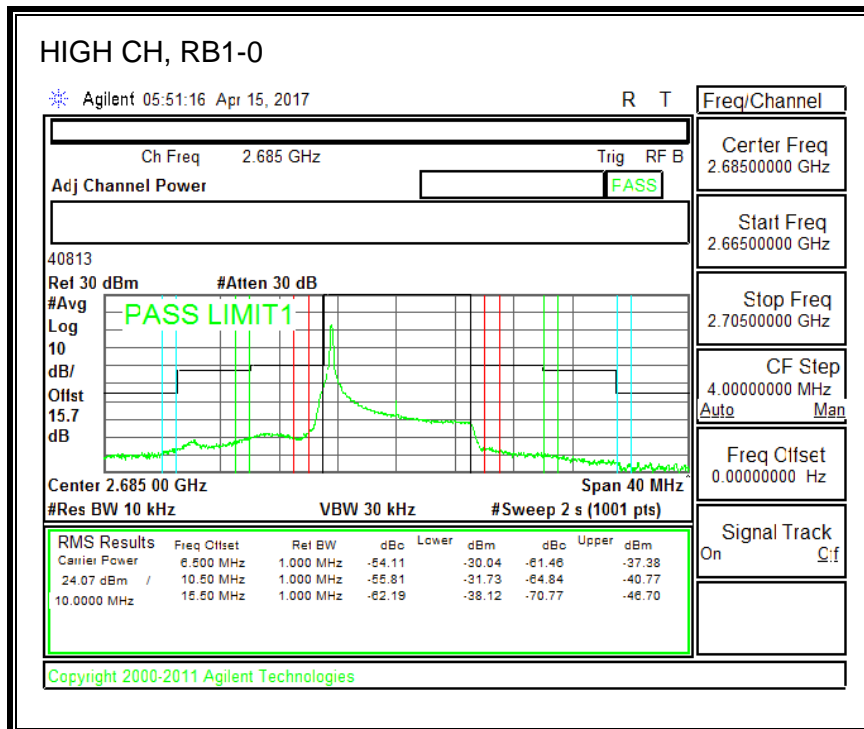 HIGH CH, RB1-0
Agilent 05:51:16 Apr 15, 2017 R T
Freq/Channel
Ch Freq 2.685 GHz Trig RF B
Adj Channel Power PASS
Center Freq
2.68500000 GHz
Start Freq
2.66500000 GHz
Stop Freq
2.70500000 GHz
CF Step
4.00000000 MHz
Auto Man
Freq Offset
0.00000000 Hz
Signal Track
On Off
40813
Ref 30 dBm #Atten 30 dB
#Avg
Log
10
dB/
Offst
15.7
dB
PASS LIMIT1
Center 2.685 00 GHz Span 40 MHz
#Res BW 10 kHz VBW 30 kHz #Sweep 2 s (1001 pts)
RMS Results Freq Offset Ref BW dBc Lower dBm dBc Upper dBm
Carrier Power 6.500 MHz 1.000 MHz -54.11 -30.04 -61.46 -37.38
24.07 dBm / 10.50 MHz 1.000 MHz -55.81 -31.73 -64.84 -40.77
10.0000 MHz 15.50 MHz 1.000 MHz -62.19 -38.12 -70.77 -46.70
Copyright 2000-2011 Agilent Technologies